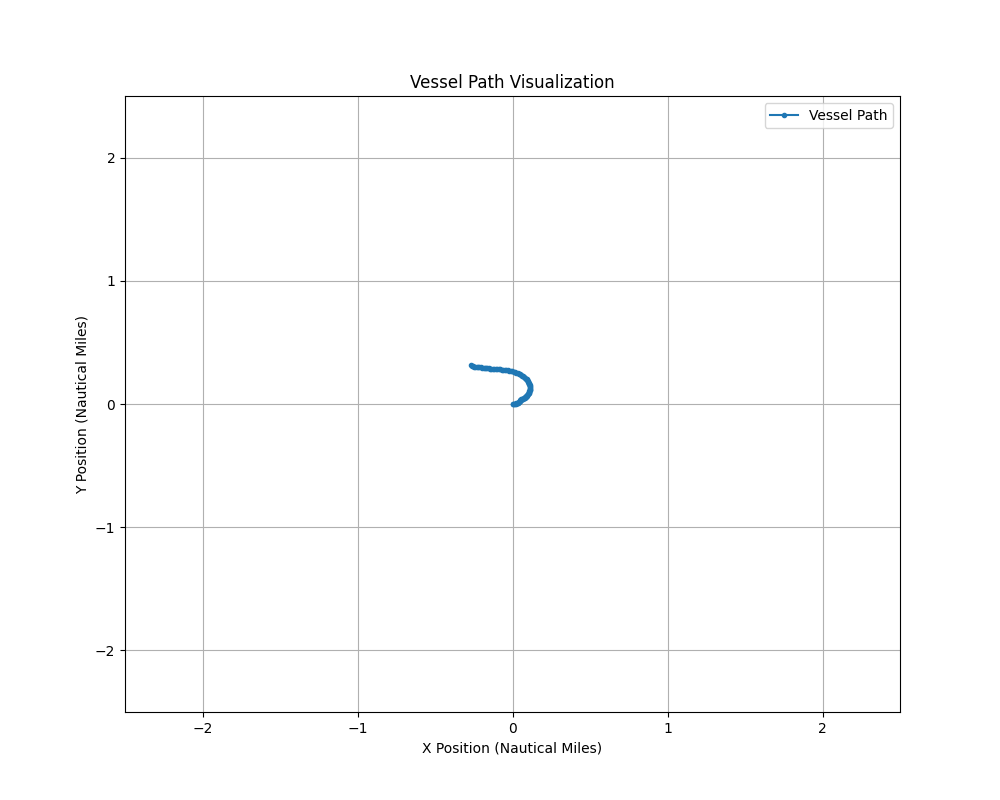 Vessel Path Visualization
Vessel Path
Y Position (Nautical Miles)
2
1
0
−1
−2
−2
−1
0
1
2
X Position (Nautical Miles)